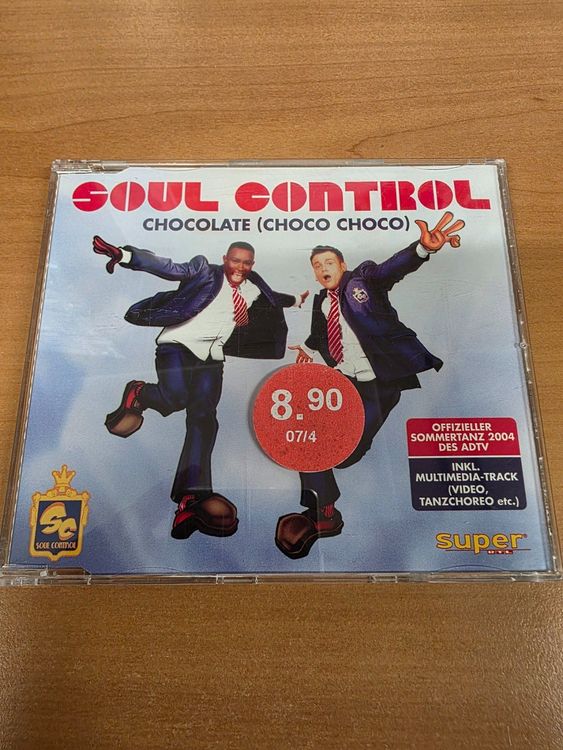 SOUL CONTROL
CHOCOLATE (CHOCO CHOCO)
8.90
07/4
OFFIZIELLER
SOMMERTANZ 2004
DES ADTV
INKL.
MULTIMEDIA-TRACK
(VIDEO,
TANZCHOREO etc.)
SC
SOUL CONTROL
super
RTL